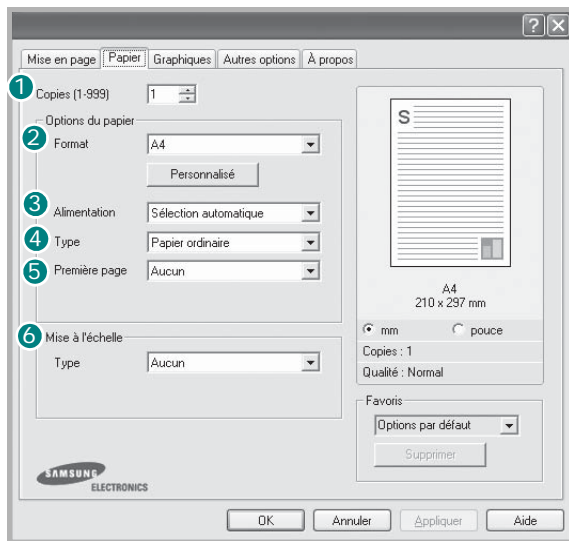 Mise en page Papier Graphiques Autres options À propos
1 Copies (1-999) 1
Options du papier
2 Format A4
Personnalisé
3 Alimentation Sélection automatique
4 Type Papier ordinaire
5 Première page Aucun
6 Mise à l'échelle
Type Aucun
S
A4
210 x 297 mm
mm pouce
Copies : 1
Qualité : Normal
Favoris
Options par défaut
Supprimer
SAMSUNG
ELECTRONICS
OK Annuler Appliquer Aide